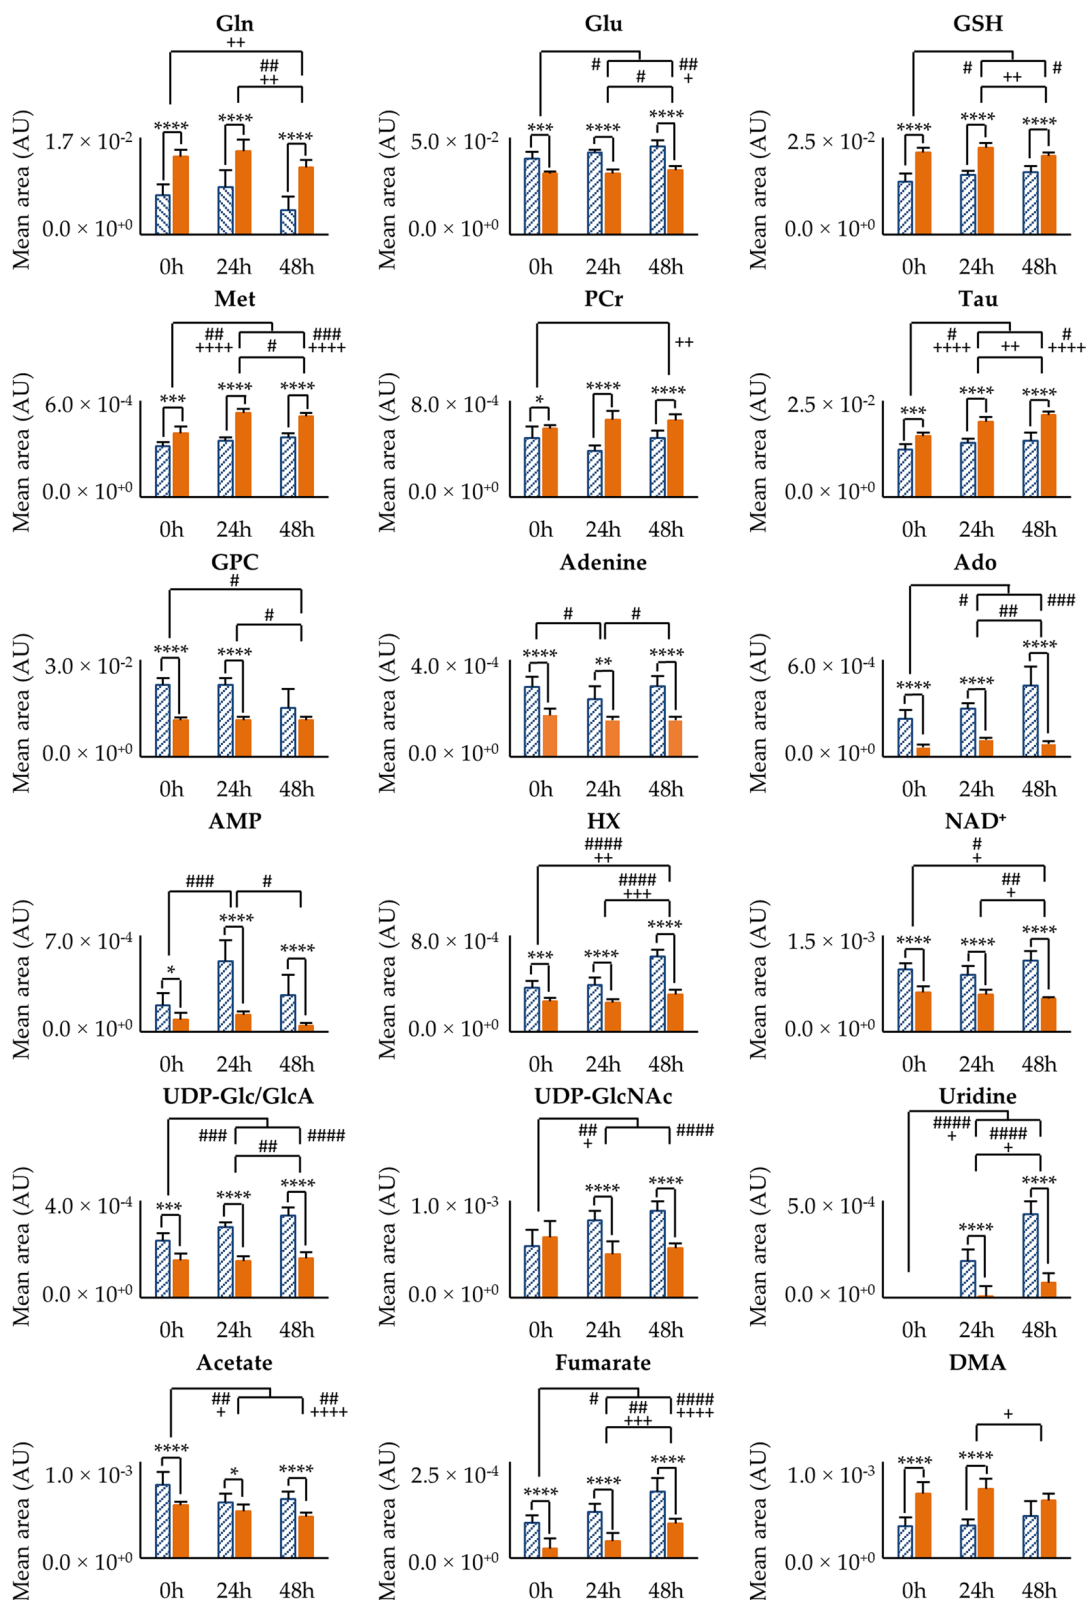 Gln
++
##
++
Mean area (AU)
1.7 × 10⁻²
0.0 × 10⁺⁰
****
****
****
0h
24h
48h
Glu
#
##
+
#
Mean area (AU)
5.0 × 10⁻²
0.0 × 10⁺⁰
***
****
****
0h
24h
48h
GSH
#
#
++
Mean area (AU)
2.5 × 10⁻²
0.0 × 10⁺⁰
****
****
****
0h
24h
48h
Met
##
++++
###
++++
#
Mean area (AU)
6.0 × 10⁻⁴
0.0 × 10⁺⁰
***
****
****
0h
24h
48h
PCr
++
Mean area (AU)
8.0 × 10⁻⁴
0.0 × 10⁺⁰
*
****
****
0h
24h
48h
Tau
#
++++
#
++++
++
Mean area (AU)
2.5 × 10⁻²
0.0 × 10⁺⁰
***
****
****
0h
24h
48h
GPC
#
#
Mean area (AU)
3.0 × 10⁻²
0.0 × 10⁺⁰
****
****
0h
24h
48h
Adenine
#
#
Mean area (AU)
4.0 × 10⁻⁴
0.0 × 10⁺⁰
****
**
****
0h
24h
48h
Ado
#
###
##
Mean area (AU)
6.0 × 10⁻⁴
0.0 × 10⁺⁰
****
****
****
0h
24h
48h
AMP
###
#
Mean area (AU)
7.0 × 10⁻⁴
0.0 × 10⁺⁰
*
****
****
0h
24h
48h
HX
####
++
####
+++
Mean area (AU)
8.0 × 10⁻⁴
0.0 × 10⁺⁰
***
****
****
0h
24h
48h
NAD⁺
#
+
##
+
Mean area (AU)
1.5 × 10⁻³
0.0 × 10⁺⁰
****
****
****
0h
24h
48h
UDP-Glc/GlcA
###
####
##
Mean area (AU)
4.0 × 10⁻⁴
0.0 × 10⁺⁰
***
****
****
0h
24h
48h
UDP-GlcNAc
##
+
####
Mean area (AU)
1.0 × 10⁻³
0.0 × 10⁺⁰
****
****
0h
24h
48h
Uridine
####
+
####
+
Mean area (AU)
5.0 × 10⁻⁴
0.0 × 10⁺⁰
****
****
0h
24h
48h
Acetate
##
+
##
++++
Mean area (AU)
1.0 × 10⁻³
0.0 × 10⁺⁰
****
*
****
0h
24h
48h
Fumarate
#
####
++++
##
+++
Mean area (AU)
2.5 × 10⁻⁴
0.0 × 10⁺⁰
****
****
****
0h
24h
48h
DMA
+
Mean area (AU)
1.0 × 10⁻³
0.0 × 10⁺⁰
****
****
0h
24h
48h